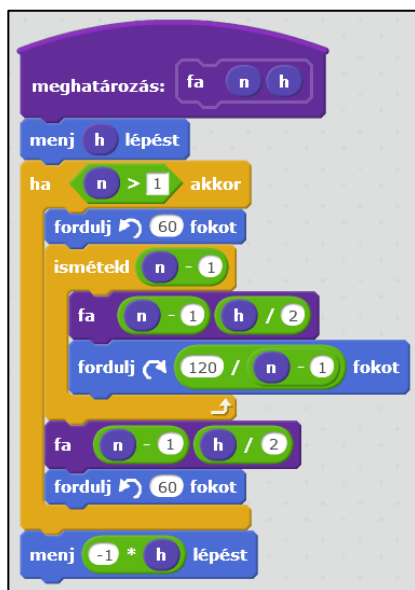 meghatározás: fa n h
menj h lépést
ha n > 1 akkor
fordulj 60 fokot
ismételd n - 1
fa n - 1 h / 2
fordulj 120 / n - 1 fokot
fa n - 1 h / 2
fordulj 60 fokot
menj -1 * h lépést